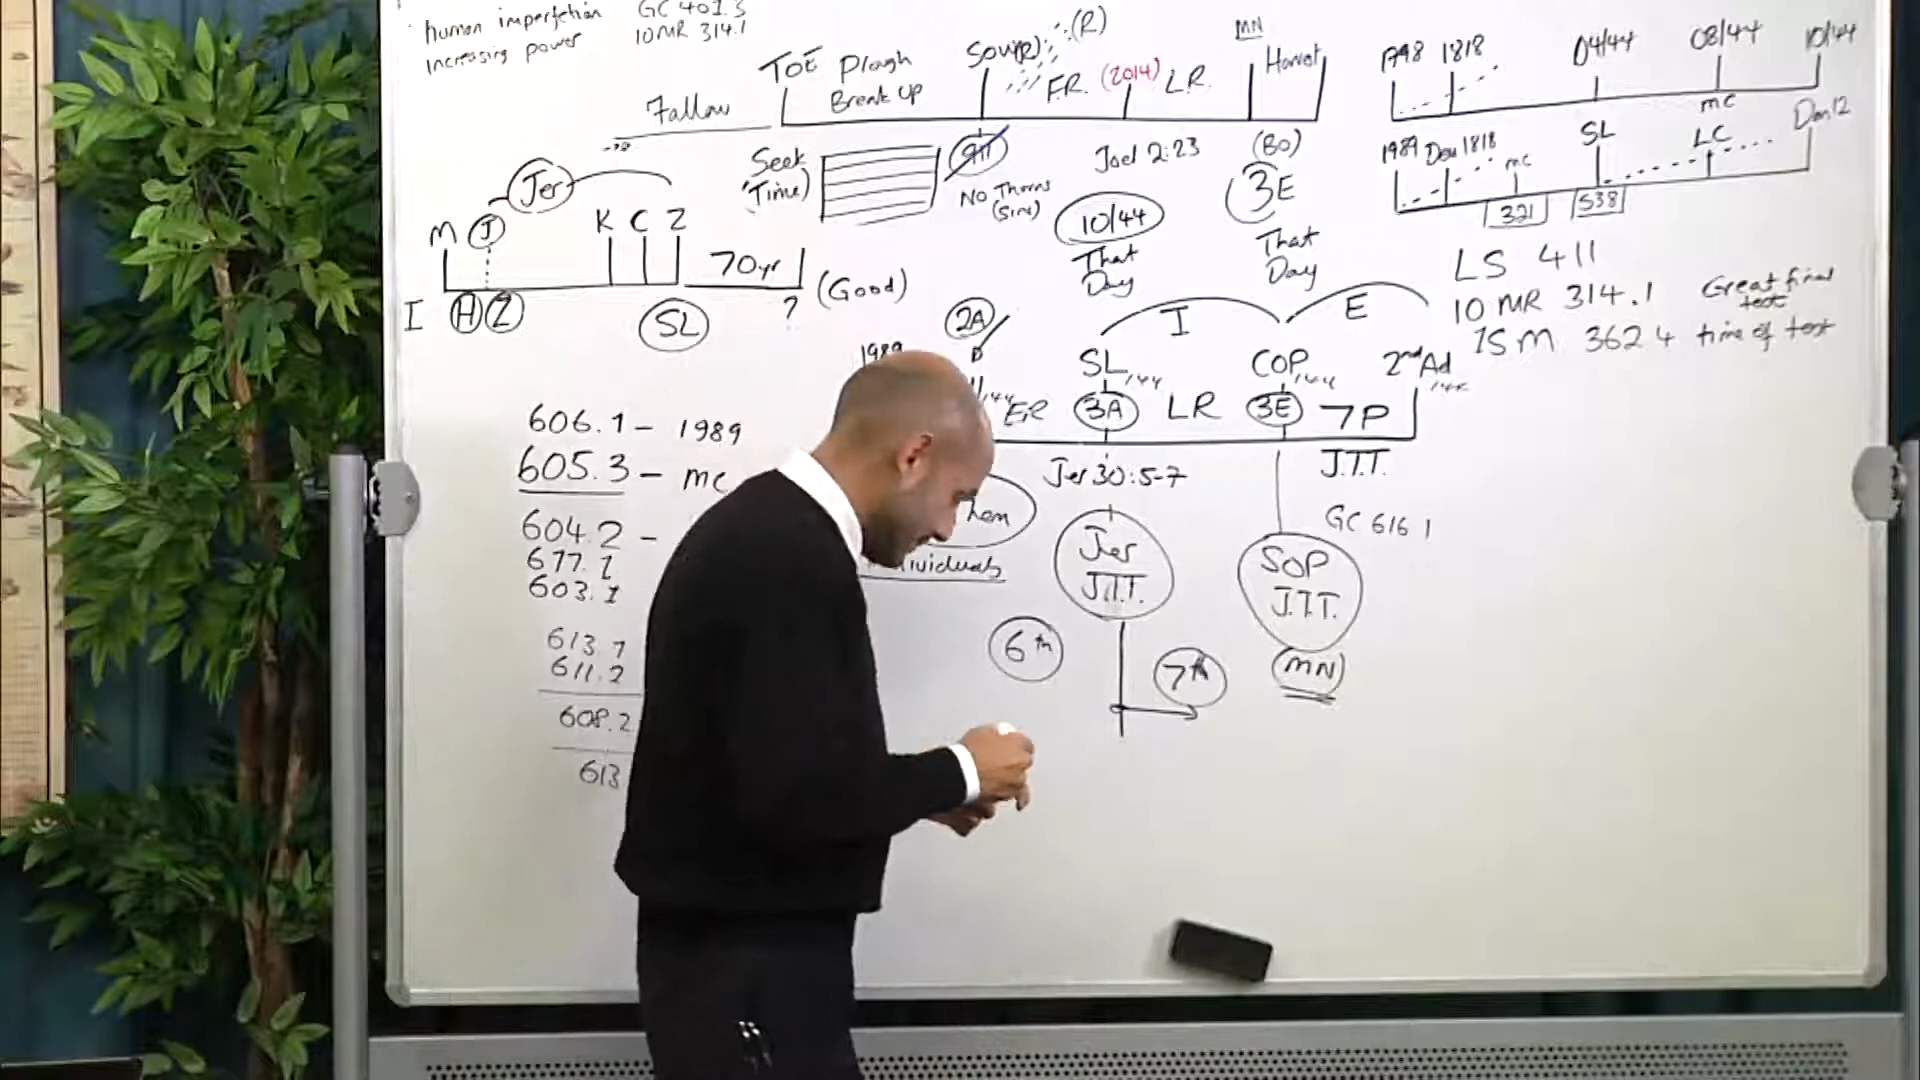 human imperfection GC 401.3
increasing power 10MR 314.1
TOE Plough Sow(r) (R) MN Harvest
Fallow Break Up F.R. (2014) L.R.
1798 1818 04/44 08/44 10/44
mc
Seek Time) 911 Joel 2:23 (Bo)
No Thorns (Sins) 10/44 3E
That Day That Day
1989 Dan 1818 mc SL LC Dan 12
321 538
Jer
M J K C Z 70yr (Good)
I H Z SL ?
LS 411
10 MR 314.1 Great final test
1SM 362 4 time of test
2A I E
1989 SL /44 COP /44 2nd Ad
/44 3A LR 3E 7P
606.1 – 1989 Jer 30:5-7 J.T.T.
605.3 – mc GC 616 1
604.2 – Jer J.T.T. SOP J.T.T.
677.1
603.1
613.7 6th 7th (MN)
611.2
608.2
613